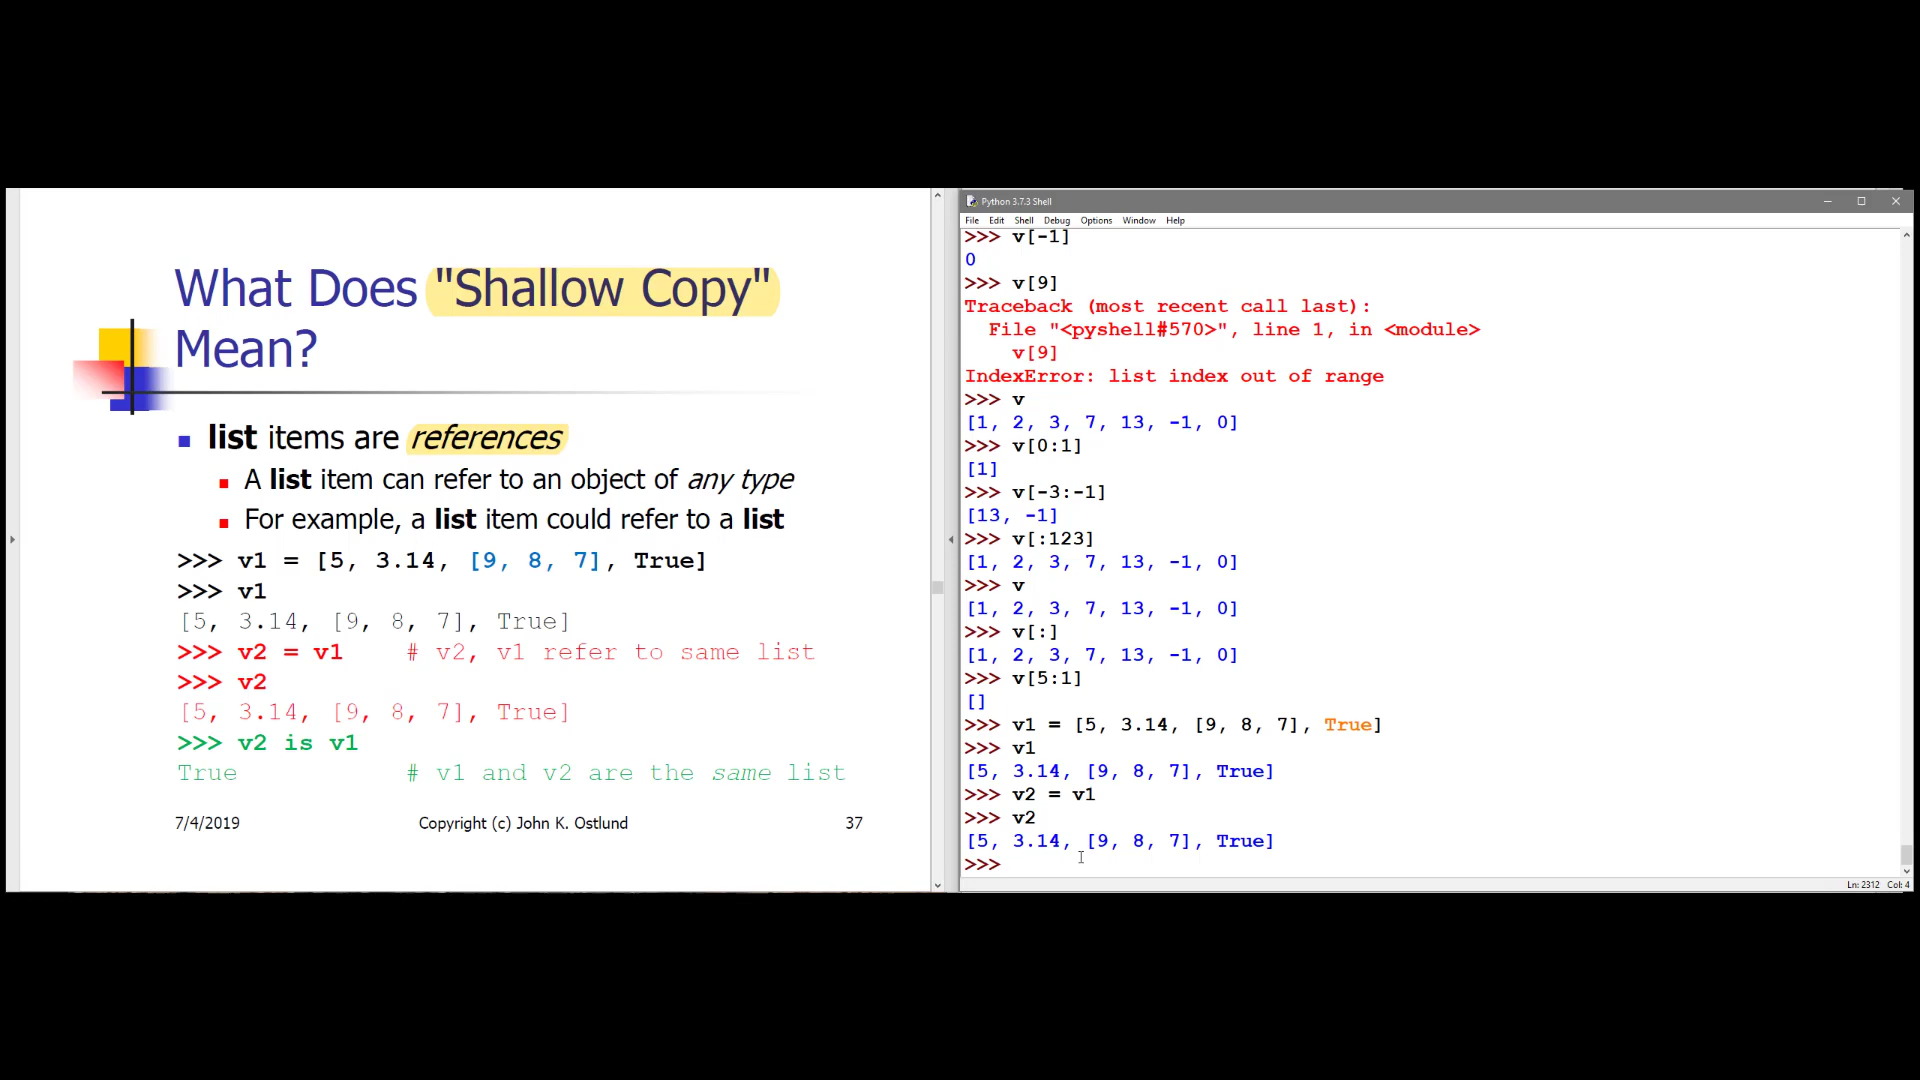 What Does "Shallow Copy"
Mean?
list items are references
A list item can refer to an object of any type
For example, a list item could refer to a list
>>> v1 = [5, 3.14, [9, 8, 7], True]
>>> v1
[5, 3.14, [9, 8, 7], True]
>>> v2 = v1    # v2, v1 refer to same list
>>> v2
[5, 3.14, [9, 8, 7], True]
>>> v2 is v1
True           # v1 and v2 are the same list
7/4/2019 Copyright (c) John K. Ostlund 37
Python 3.7.3 Shell
File Edit Shell Debug Options Window Help
>>> v[-1]
0
>>> v[9]
Traceback (most recent call last):
  File "<pyshell#570>", line 1, in <module>
    v[9]
IndexError: list index out of range
>>> v
[1, 2, 3, 7, 13, -1, 0]
>>> v[0:1]
[1]
>>> v[-3:-1]
[13, -1]
>>> v[:123]
[1, 2, 3, 7, 13, -1, 0]
>>> v
[1, 2, 3, 7, 13, -1, 0]
>>> v[:]
[1, 2, 3, 7, 13, -1, 0]
>>> v[5:1]
[]
>>> v1 = [5, 3.14, [9, 8, 7], True]
>>> v1
[5, 3.14, [9, 8, 7], True]
>>> v2 = v1
>>> v2
[5, 3.14, [9, 8, 7], True]
>>>
Ln: 2312 Col: 4